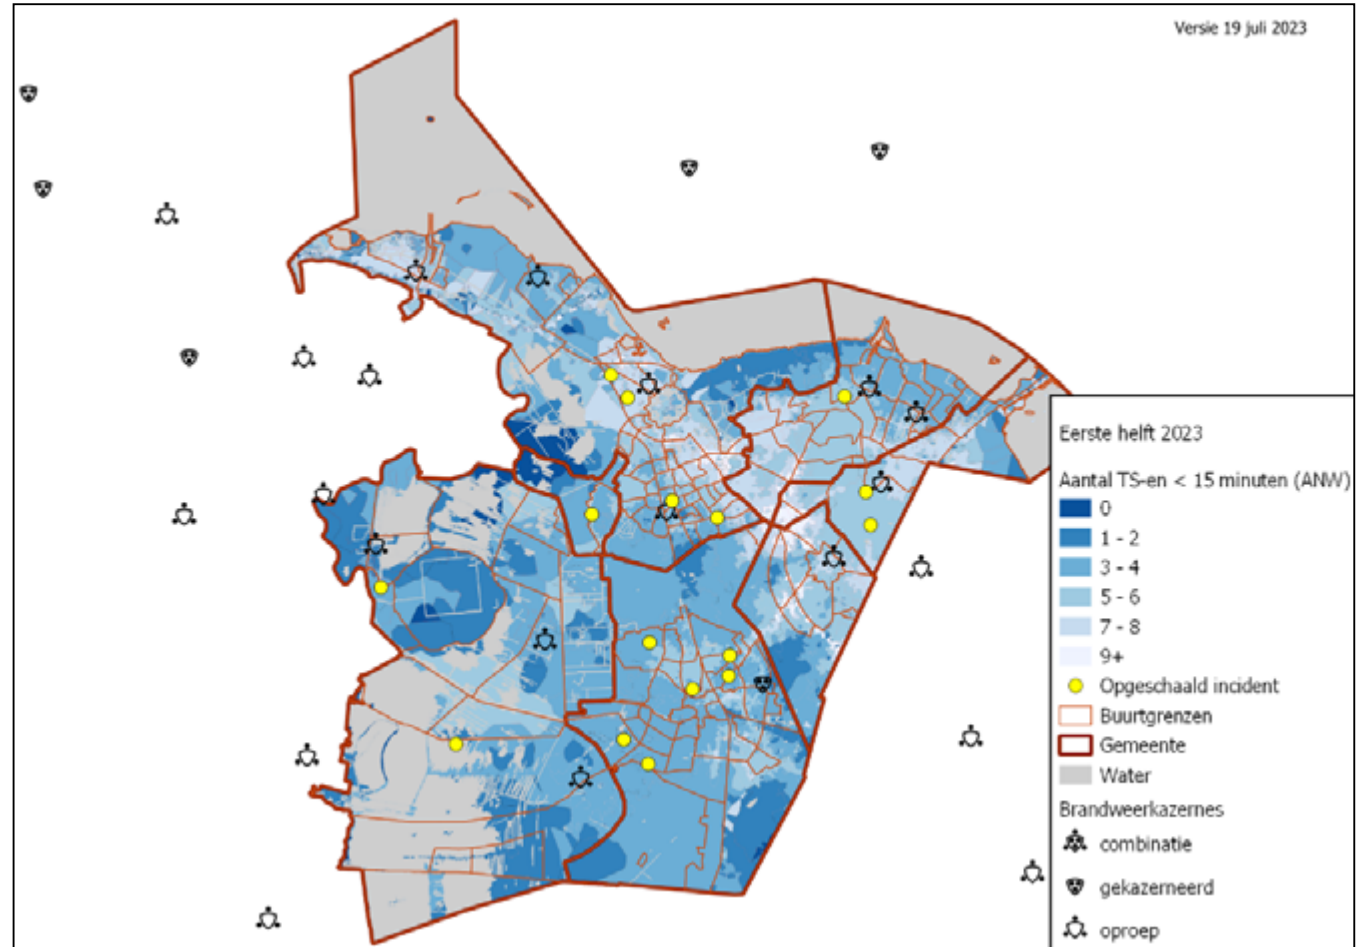 Versie 19 juli 2023
Eerste helft 2023
Aantal TS-en < 15 minuten (ANW)
0
1 - 2
3 - 4
5 - 6
7 - 8
9+
Opgeschaald incident
Buurtgrenzen
Gemeente
Water
Brandweerkazernes
combinatie
gekazerneerd
oproep